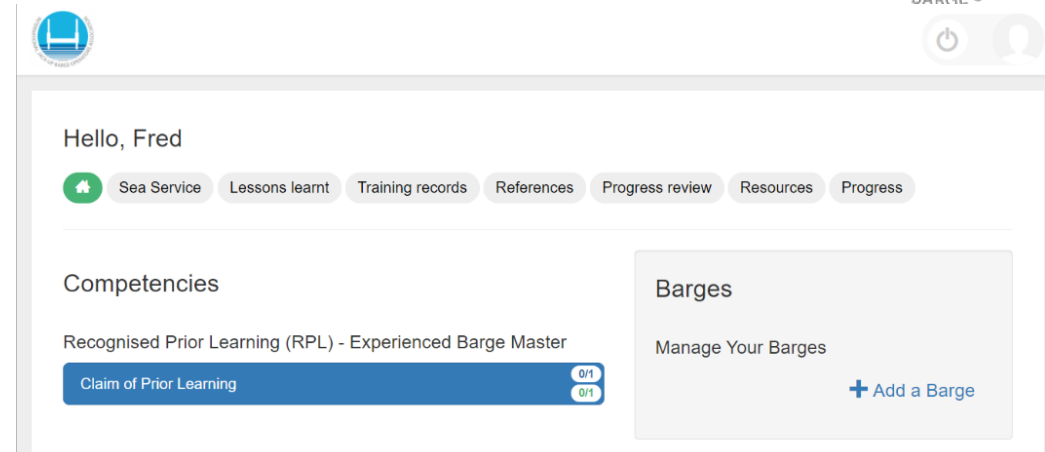 Hello, Fred
Sea Service Lessons learnt Training records References Progress review Resources Progress
Competencies
Recognised Prior Learning (RPL) - Experienced Barge Master
Claim of Prior Learning 0/1
0/1
Barges
Manage Your Barges
Add a Barge